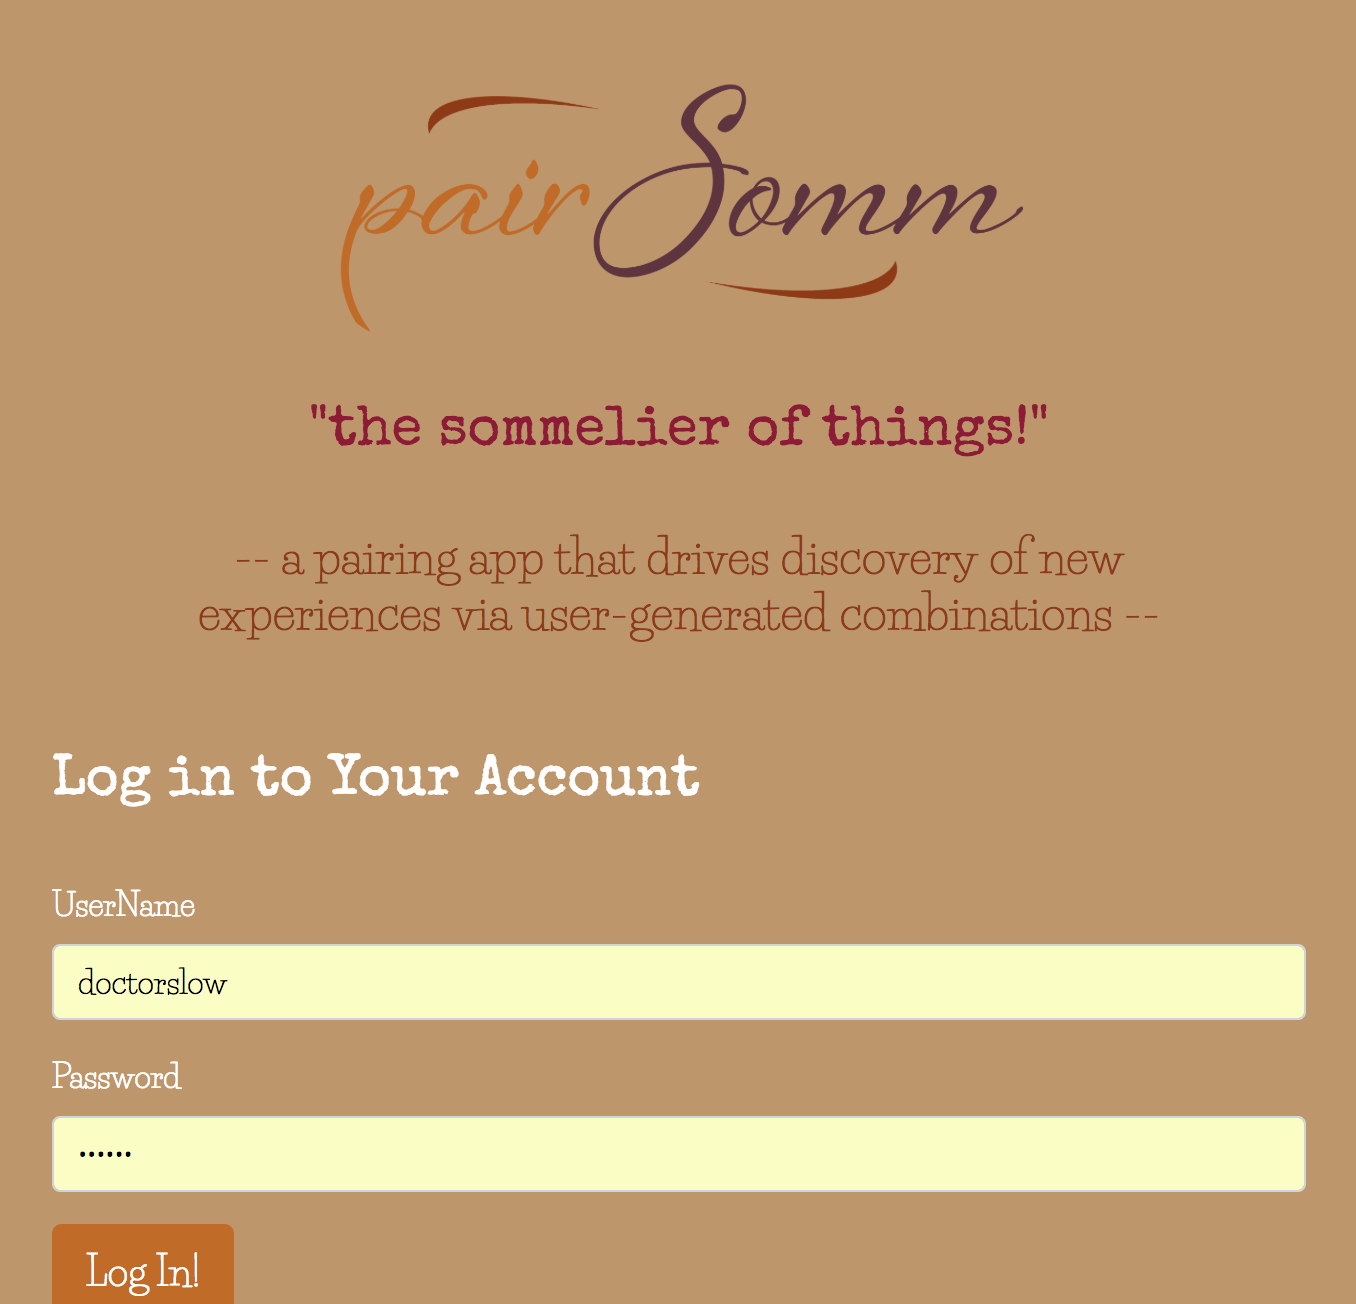 pairSomm
"the sommelier of things!"
-- a pairing app that drives discovery of new
experiences via user-generated combinations --
Log in to Your Account
UserName
doctorslow
Password
······
Log In!